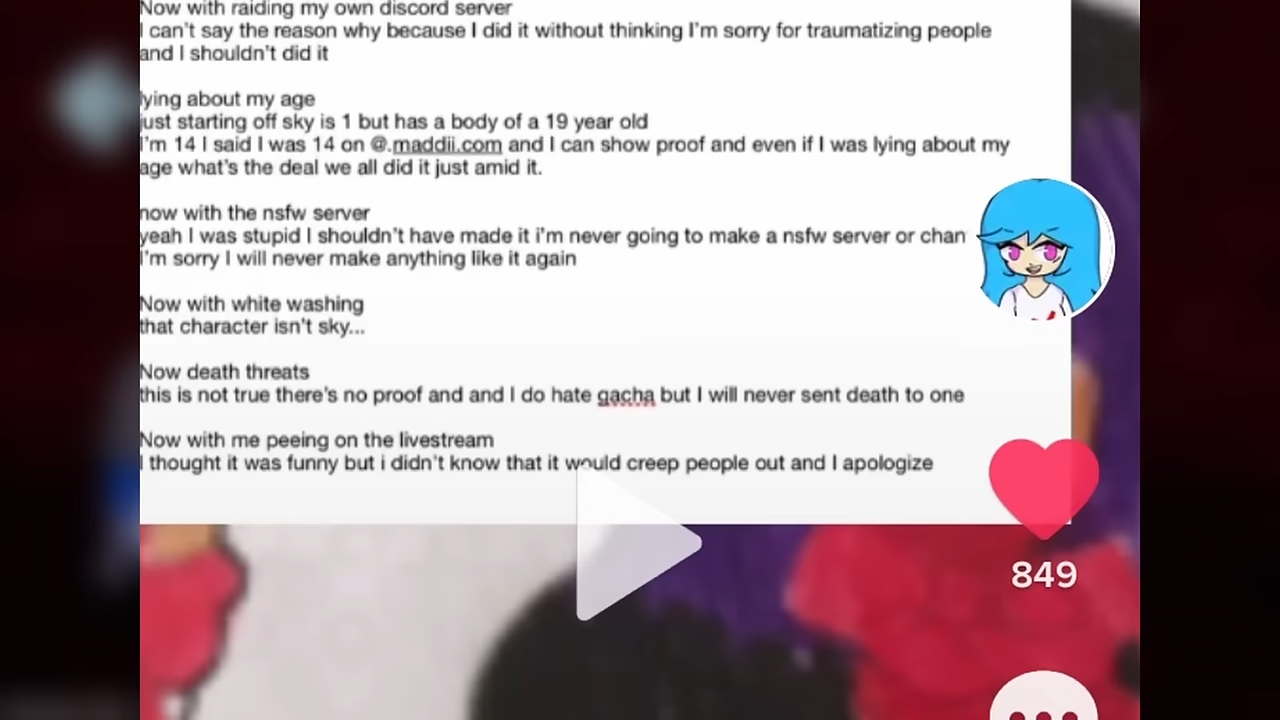 Now with raiding my own discord server
I can't say the reason why because I did it without thinking I'm sorry for traumatizing people
and I shouldn't did it
lying about my age
just starting off sky is 1 but has a body of a 19 year old
I'm 14 I said I was 14 on @.maddii.com and I can show proof and even if I was lying about my
age what's the deal we all did it just amid it.
now with the nsfw server
yeah I was stupid I shouldn't have made it i'm never going to make a nsfw server or chan
I'm sorry I will never make anything like it again
Now with white washing
that character isn't sky...
Now death threats
this is not true there's no proof and and I do hate gacha but I will never sent death to one
Now with me peeing on the livestream
I thought it was funny but i didn't know that it would creep people out and I apologize
849